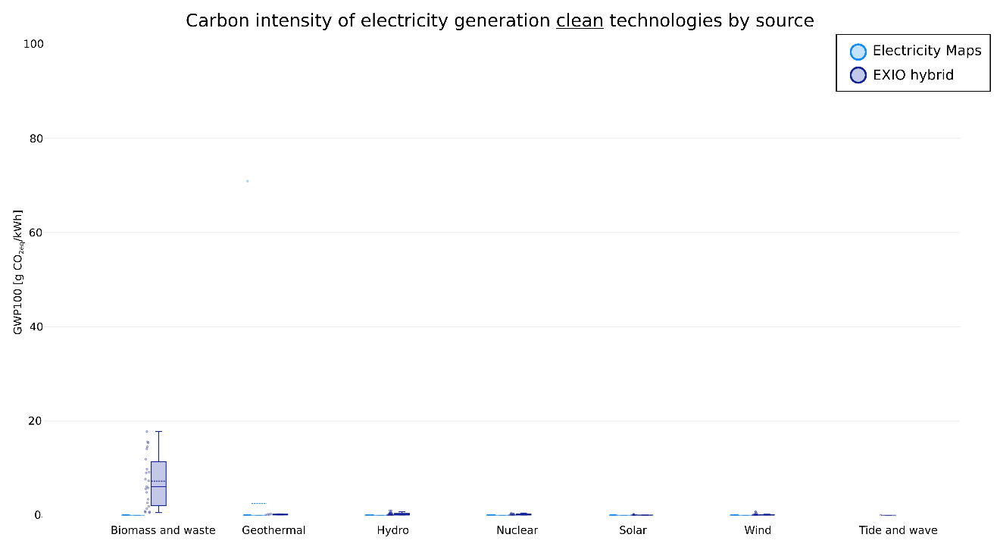 Carbon intensity of electricity generation clean technologies by source
Electricity Maps
EXIO hybrid
GWP100 [g CO2eq/kWh]
100
80
60
40
20
0
Biomass and waste
Geothermal
Hydro
Nuclear
Solar
Wind
Tide and wave